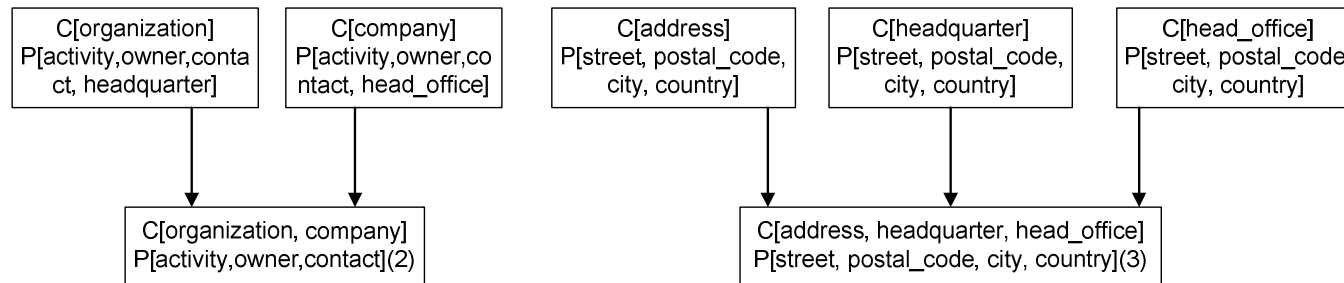 C[organization]
P[activity,owner,conta
ct, headquarter]
C[company]
P[activity,owner,co
ntact, head_office]
C[address]
P[street, postal_code,
city, country]
C[headquarter]
P[street, postal_code,
city, country]
C[head_office]
P[street, postal_code
city, country]
C[organization, company]
P[activity,owner,contact](2)
C[address, headquarter, head_office]
P[street, postal_code, city, country](3)